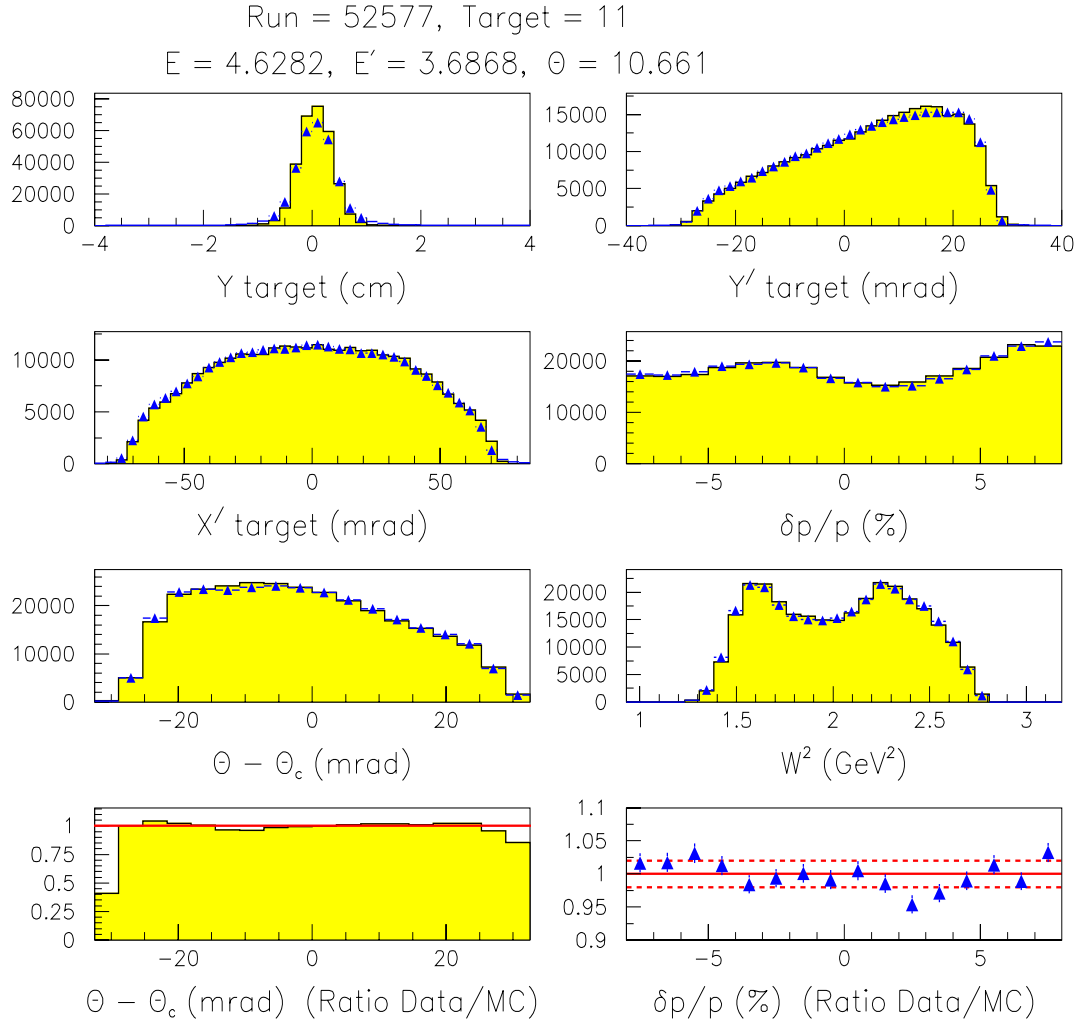 Run = 52577, Target = 11
E = 4.6282, E′ = 3.6868, Θ = 10.661
80000
60000
40000
20000
0
−4 −2 0 2 4
Y target (cm)
15000
10000
5000
0
−40 −20 0 20 40
Y′ target (mrad)
10000
5000
0
−50 0 50
X′ target (mrad)
20000
10000
0
−5 0 5
δp/p (%)
20000
10000
0
−20 0 20
Θ − Θc (mrad)
20000
15000
10000
5000
0
1 1.5 2 2.5 3
W² (GeV²)
1
0.75
0.5
0.25
0
−20 0 20
Θ − Θc (mrad) (Ratio Data/MC)
1.1
1.05
1
0.95
0.9
−5 0 5
δp/p (%) (Ratio Data/MC)